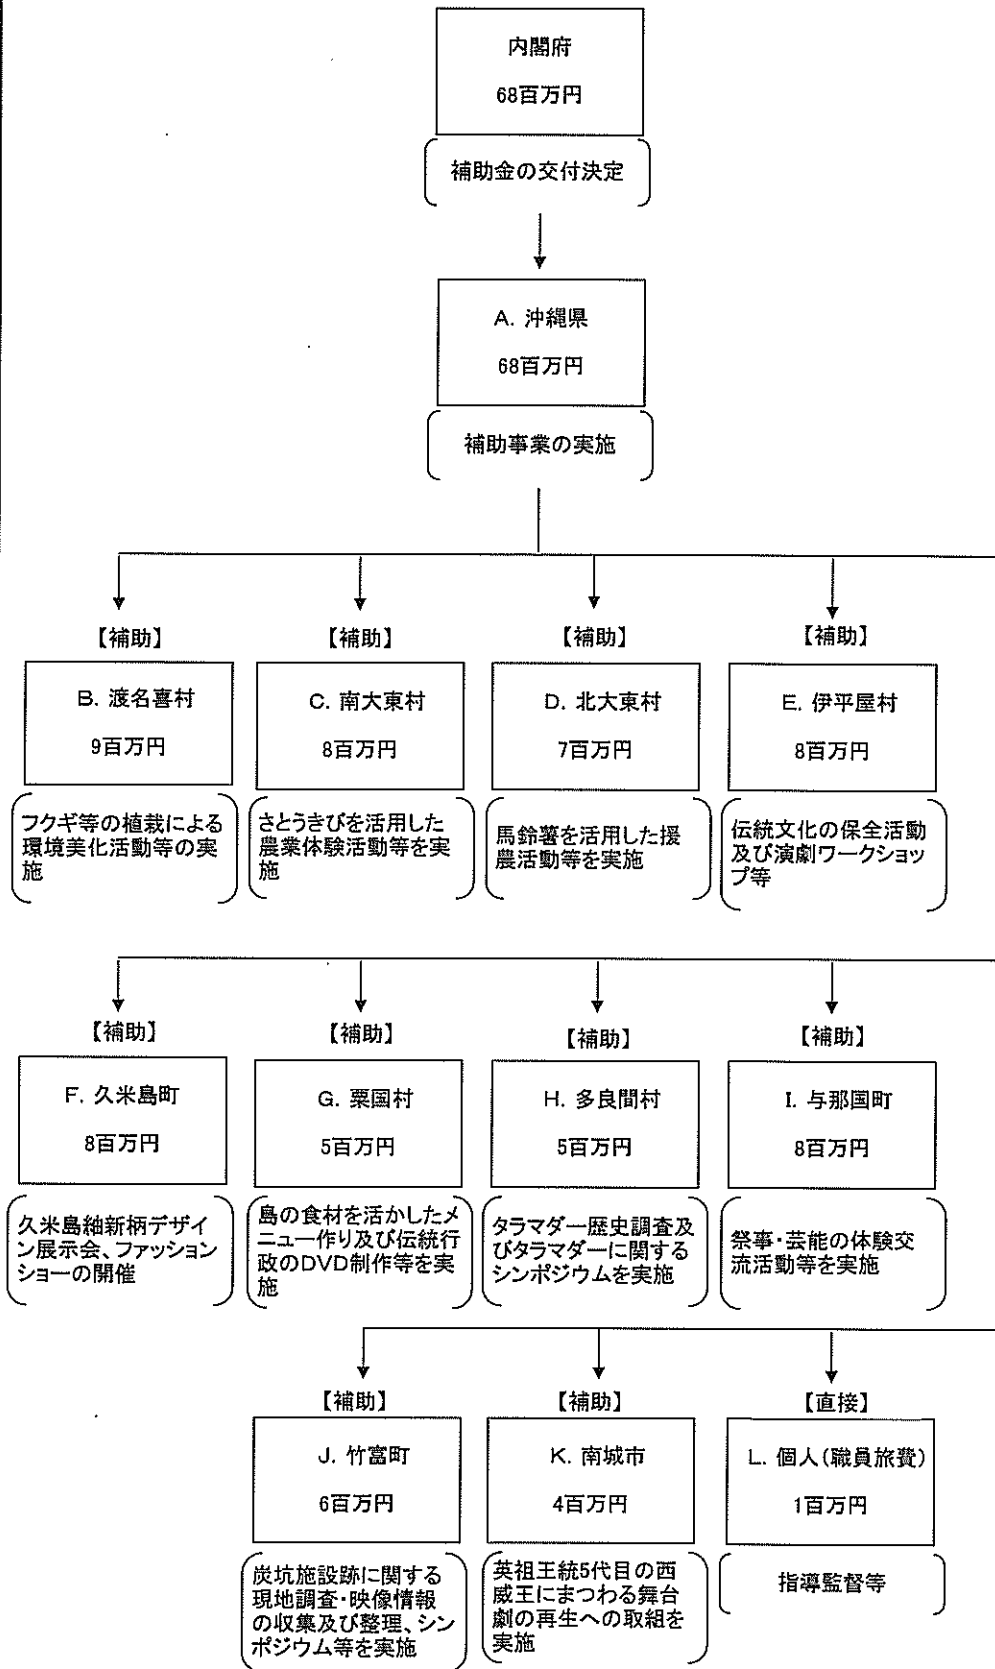 内閣府
68百万円
補助金の交付決定
A. 沖縄県
68百万円
補助事業の実施
【補助】
B. 渡名喜村
9百万円
フクギ等の植栽による
環境美化活動等の実
施
【補助】
C. 南大東村
8百万円
さとうきびを活用した
農業体験活動等を実
施
【補助】
D. 北大東村
7百万円
馬鈴薯を活用した援
農活動等を実施
【補助】
E. 伊平屋村
8百万円
伝統文化の保全活動
及び演劇ワークショッ
プ等
【補助】
F. 久米島町
8百万円
久米島紬新柄デザイ
ン展示会、ファッション
ショーの開催
【補助】
G. 粟国村
5百万円
島の食材を活かしたメ
ニュー作り及び伝統行
政のDVD制作等を実
施
【補助】
H. 多良間村
5百万円
タラマダー歴史調査及
びタラマダーに関する
シンポジウムを実施
【補助】
I. 与那国町
8百万円
祭事・芸能の体験交
流活動等を実施
【補助】
J. 竹富町
6百万円
炭坑施設跡に関する
現地調査・映像情報
の収集及び整理、シン
ポジウム等を実施
【補助】
K. 南城市
4百万円
英祖王統5代目の西
威王にまつわる舞台
劇の再生への取組を
実施
【直接】
L. 個人(職員旅費)
1百万円
指導監督等